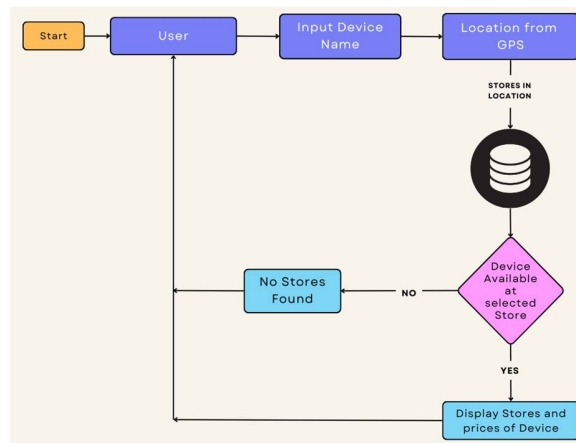 Start
User
Input Device
Name
Location from
GPS
STORES IN
LOCATION
Device
Available
at
selected
Store
NO
No Stores
Found
YES
Display Stores and
prices of Device